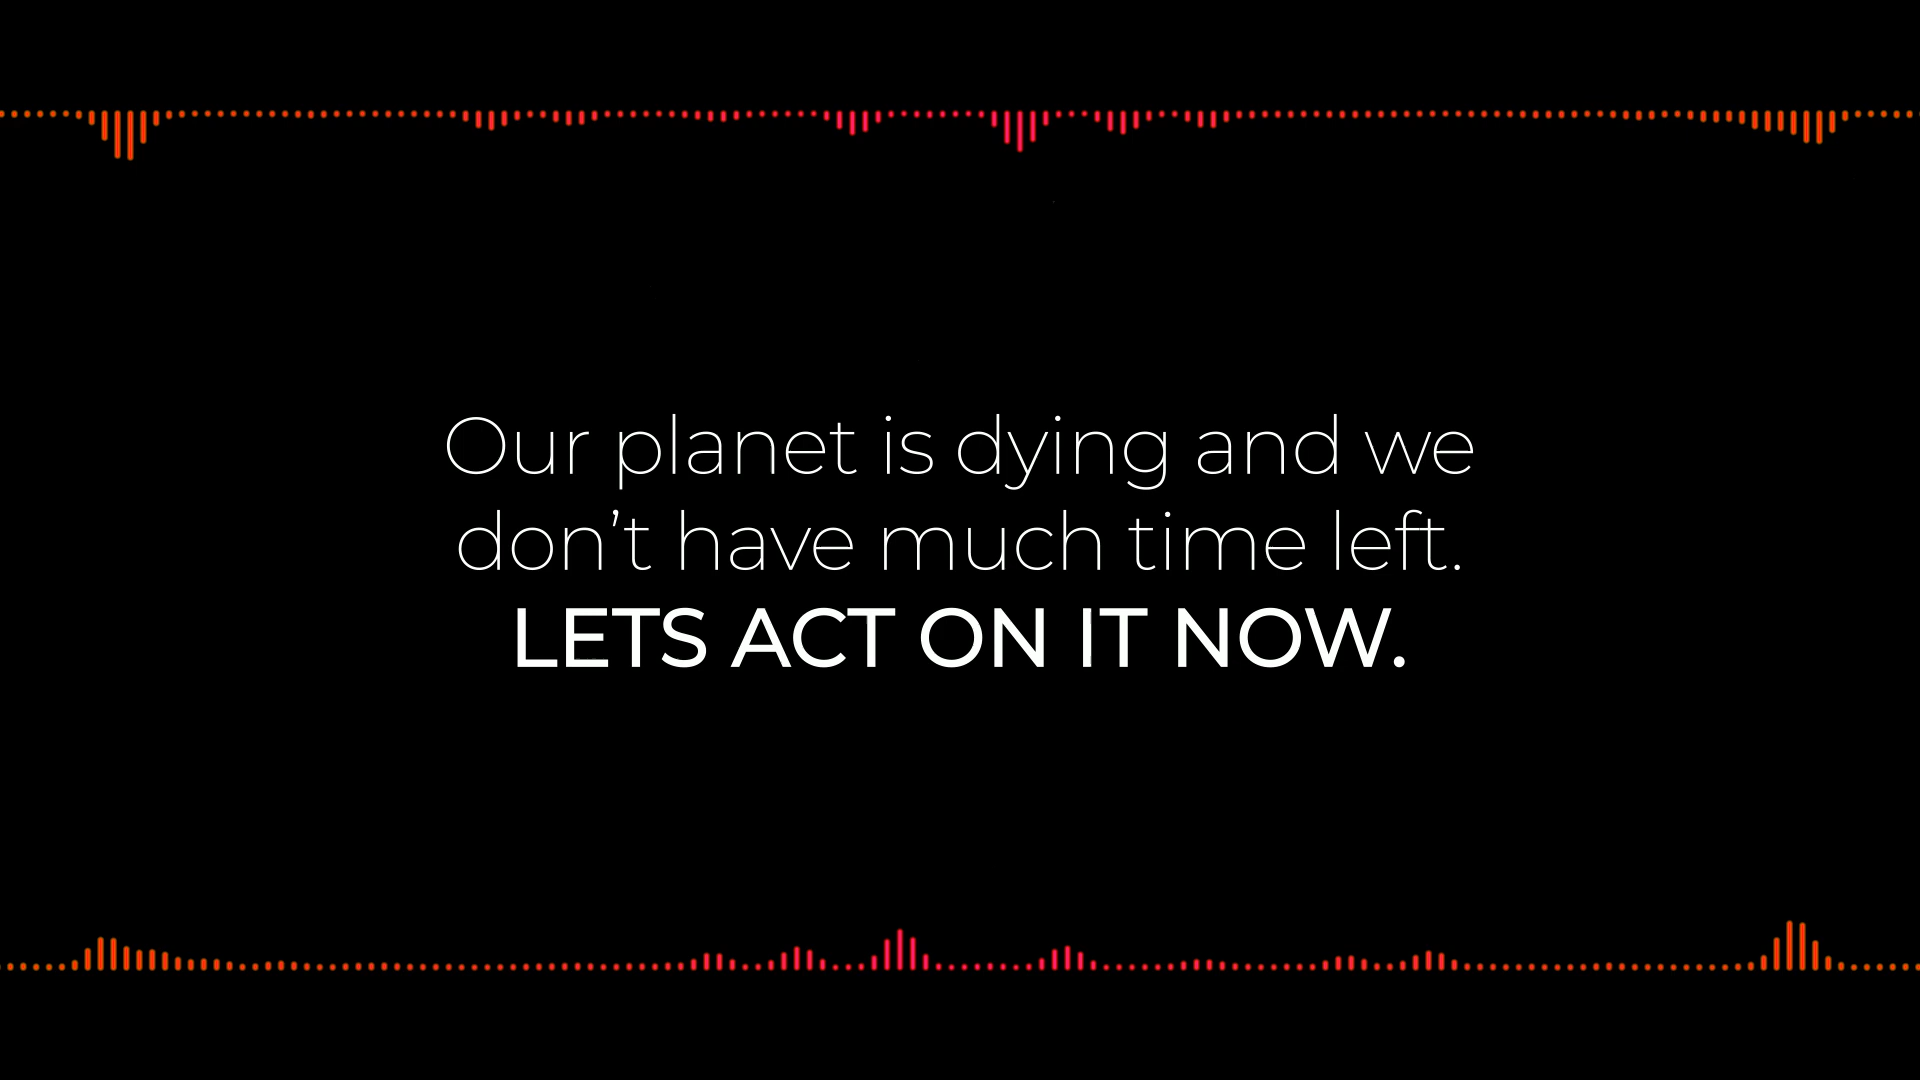 Our planet is dying and we
don’t have much time left.
LETS ACT ON IT NOW.